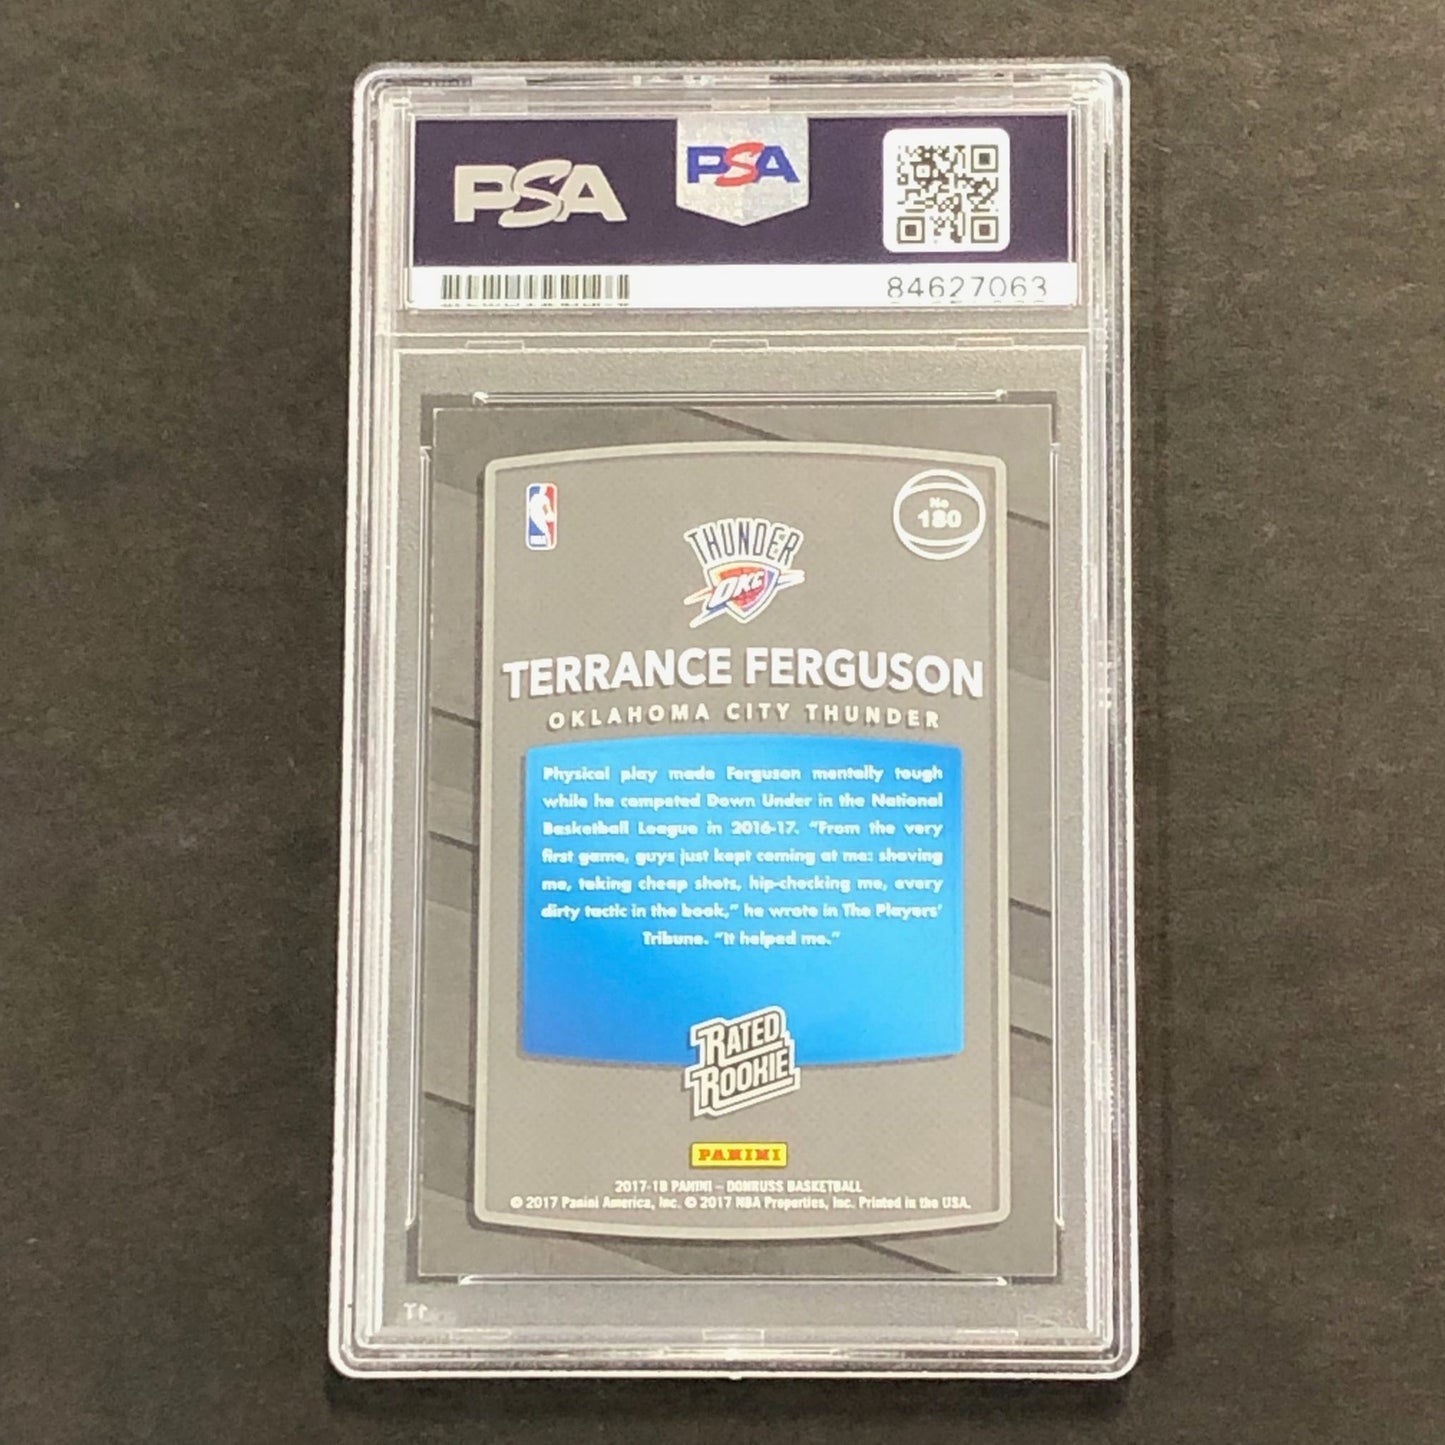 PSA
PSA
84627063
No
180
NBA
THUNDER
OKC
TERRANCE FERGUSON
OKLAHOMA CITY THUNDER
Physical play made Ferguson mentally tough
while he competed Down Under in the National
Basketball League in 2016-17. “From the very
first game, guys just kept coming at me: shoving
me, taking cheap shots, hip-checking me, every
dirty tactic in the book,” he wrote in The Players’
Tribune. “It helped me.”
RATED
ROOKIE
PANINI
2017-18 PANINI – DONRUSS BASKETBALL
© 2017 Panini America, Inc. © 2017 NBA Properties, Inc. Printed in the USA.